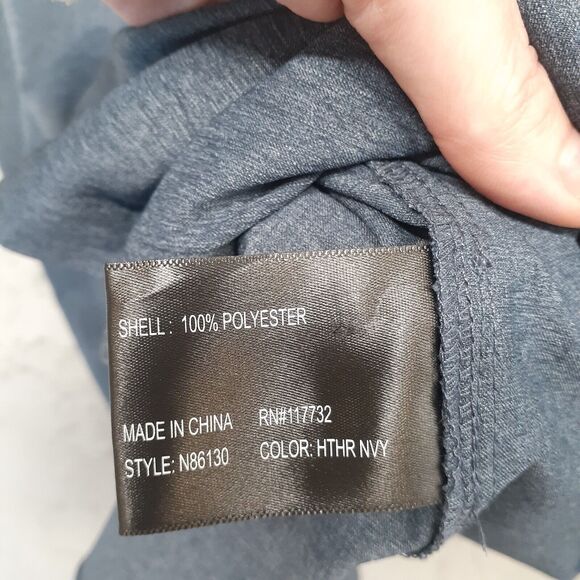 SHELL : 100% POLYESTER
MADE IN CHINA RN#117732
STYLE: N86130 COLOR: HTHR NVY